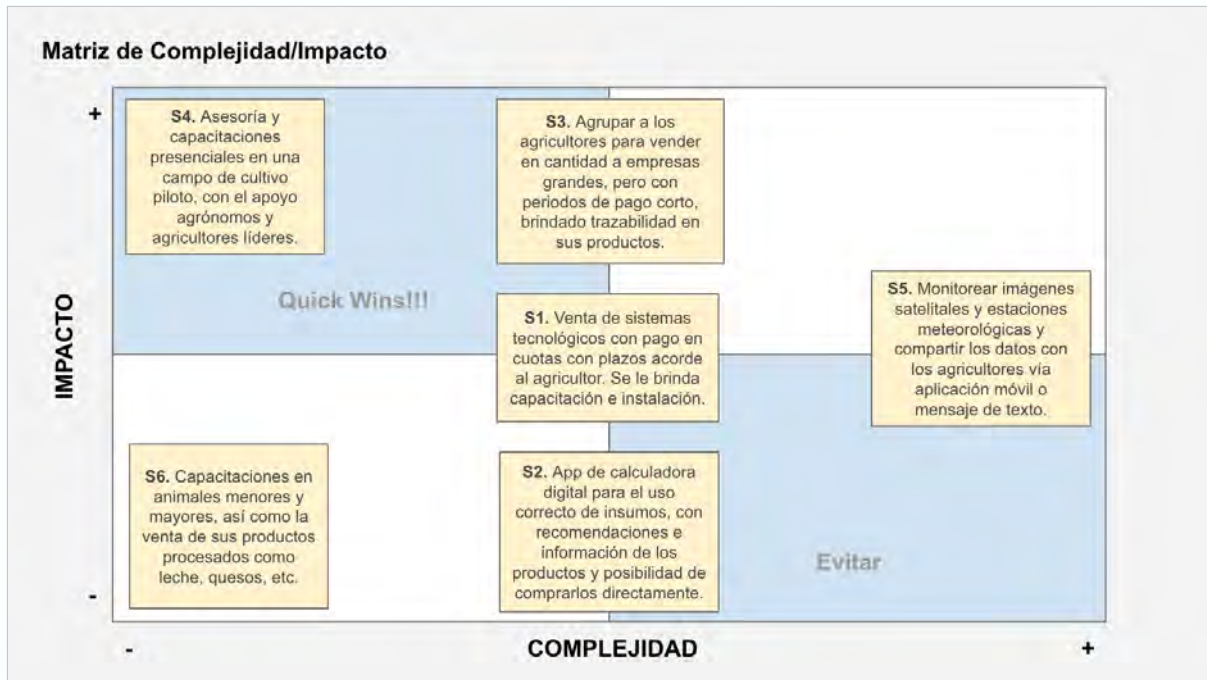 Matriz de Complejidad/Impacto
+
S4. Asesoría y
capacitaciones
presenciales en una
campo de cultivo
piloto, con el apoyo
agrónomos y
agricultores líderes.
S3. Agrupar a los
agricultores para vender
en cantidad a empresas
grandes, pero con
periodos de pago corto,
brindado trazabilidad en
sus productos.
Quick Wins!!!
IMPACTO
S1. Venta de sistemas
tecnológicos con pago en
cuotas con plazos acorde
al agricultor. Se le brinda
capacitación e instalación.
S5. Monitorear imágenes
satelitales y estaciones
meteorológicas y
compartir los datos con
los agricultores vía
aplicación móvil o
mensaje de texto.
S6. Capacitaciones en
animales menores y
mayores, así como la
venta de sus productos
procesados como
leche, quesos, etc.
S2. App de calculadora
digital para el uso
correcto de insumos, con
recomendaciones e
información de los
productos y posibilidad de
comprarlos directamente.
Evitar
-
-
COMPLEJIDAD
+